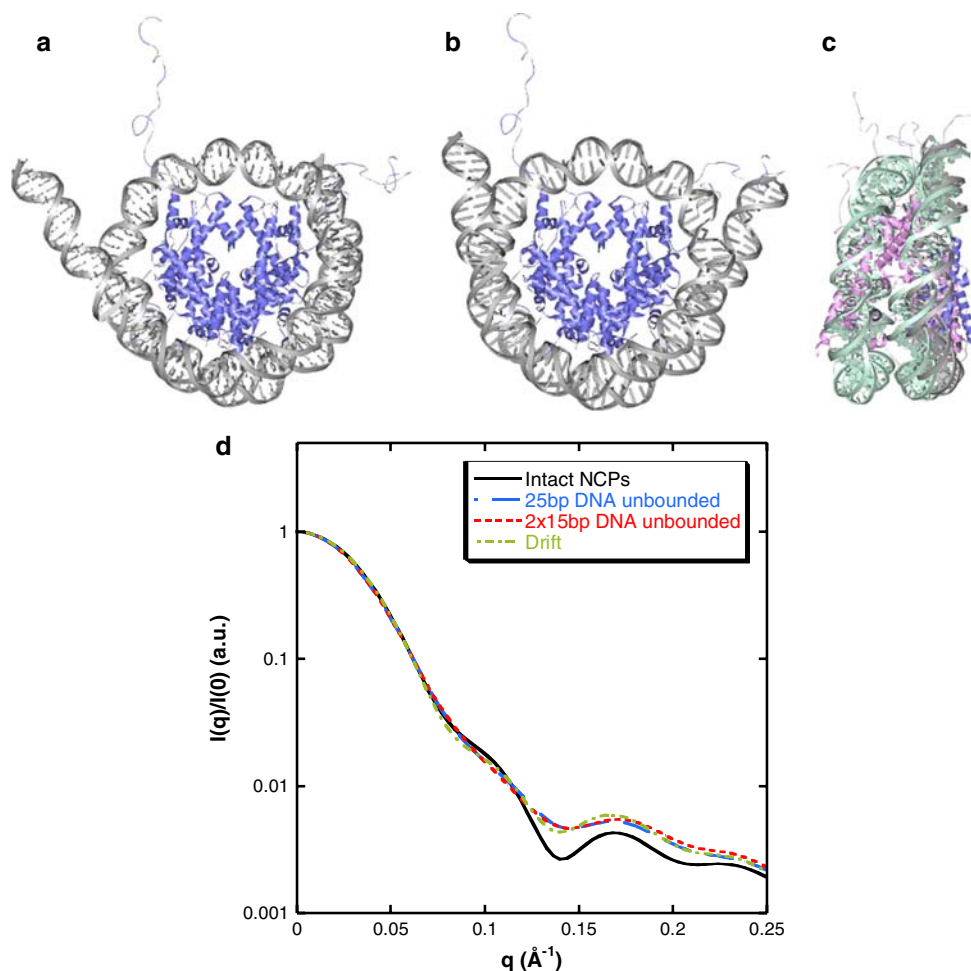 a
b
c
d
Intact NCPs
25bp DNA unbounded
2x15bp DNA unbounded
Drift
1
0.1
0.01
0.001
I(q)/I(0) (a.u.)
0
0.05
0.1
0.15
0.2
0.25
q (Å⁻¹)